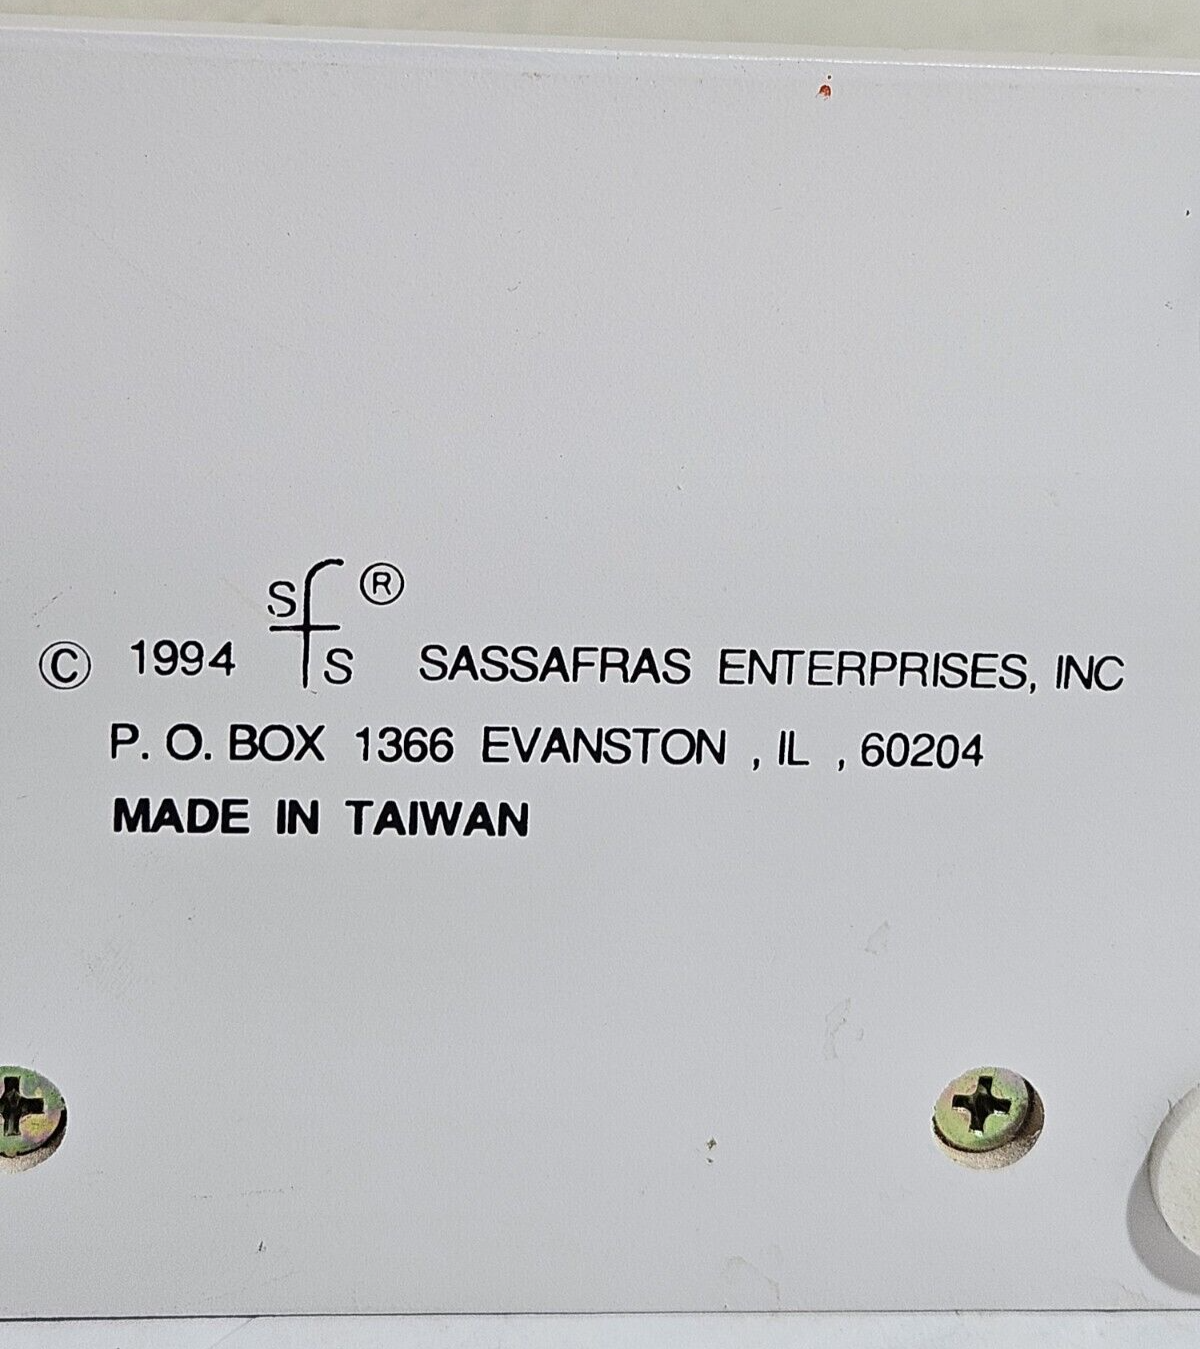 © 1994 sfs ® SASSAFRAS ENTERPRISES, INC
P. O. BOX 1366 EVANSTON , IL , 60204
MADE IN TAIWAN